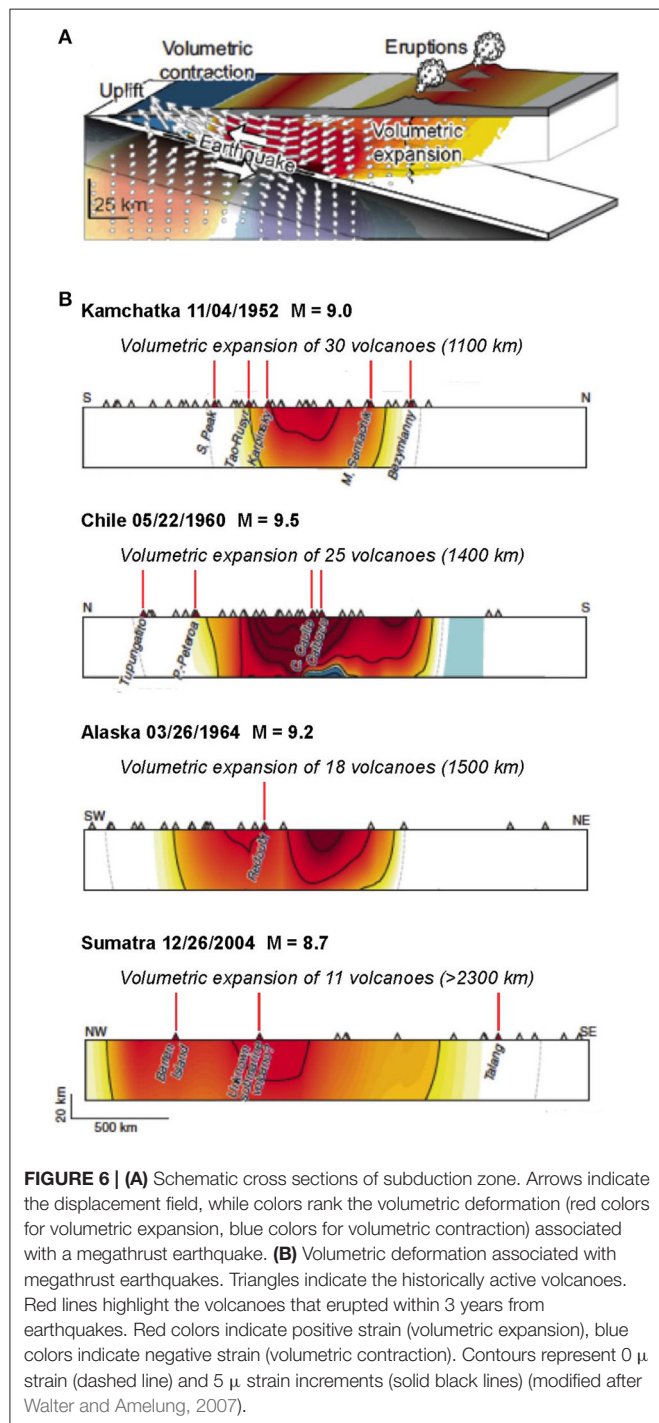 A
Volumetric
contraction
Eruptions
Uplift
Earthquake
Volumetric
expansion
25 km
B
Kamchatka 11/04/1952 M = 9.0
Volumetric expansion of 30 volcanoes (1100 km)
S
N
S. Peak
Tao-Rusyr
Karpinsky
M. Semiachik
Bezymianny
Chile 05/22/1960 M = 9.5
Volumetric expansion of 25 volcanoes (1400 km)
N
S
Tupungatito
P.-Peteroa
C. Caulle
Calbuco
Alaska 03/26/1964 M = 9.2
Volumetric expansion of 18 volcanoes (1500 km)
SW
NE
Redoubt
Sumatra 12/26/2004 M = 8.7
Volumetric expansion of 11 volcanoes (>2300 km)
NW
SE
Barren
Island
Unknown
submarine
volcano
Talang
20 km
500 km
FIGURE 6 | (A) Schematic cross sections of subduction zone. Arrows indicate
the displacement field, while colors rank the volumetric deformation (red colors
for volumetric expansion, blue colors for volumetric contraction) associated
with a megathrust earthquake. (B) Volumetric deformation associated with
megathrust earthquakes. Triangles indicate the historically active volcanoes.
Red lines highlight the volcanoes that erupted within 3 years from
earthquakes. Red colors indicate positive strain (volumetric expansion), blue
colors indicate negative strain (volumetric contraction). Contours represent 0 μ
strain (dashed line) and 5 μ strain increments (solid black lines) (modified after
Walter and Amelung, 2007).